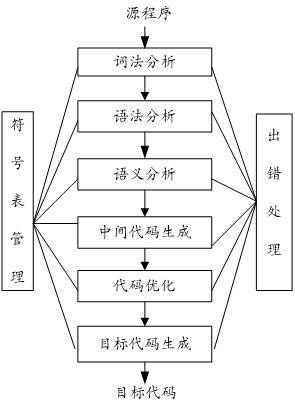 源程序
词法分析
语法分析
语义分析
中间代码生成
代码优化
目标代码生成
目标代码
符号表管理
出错处理